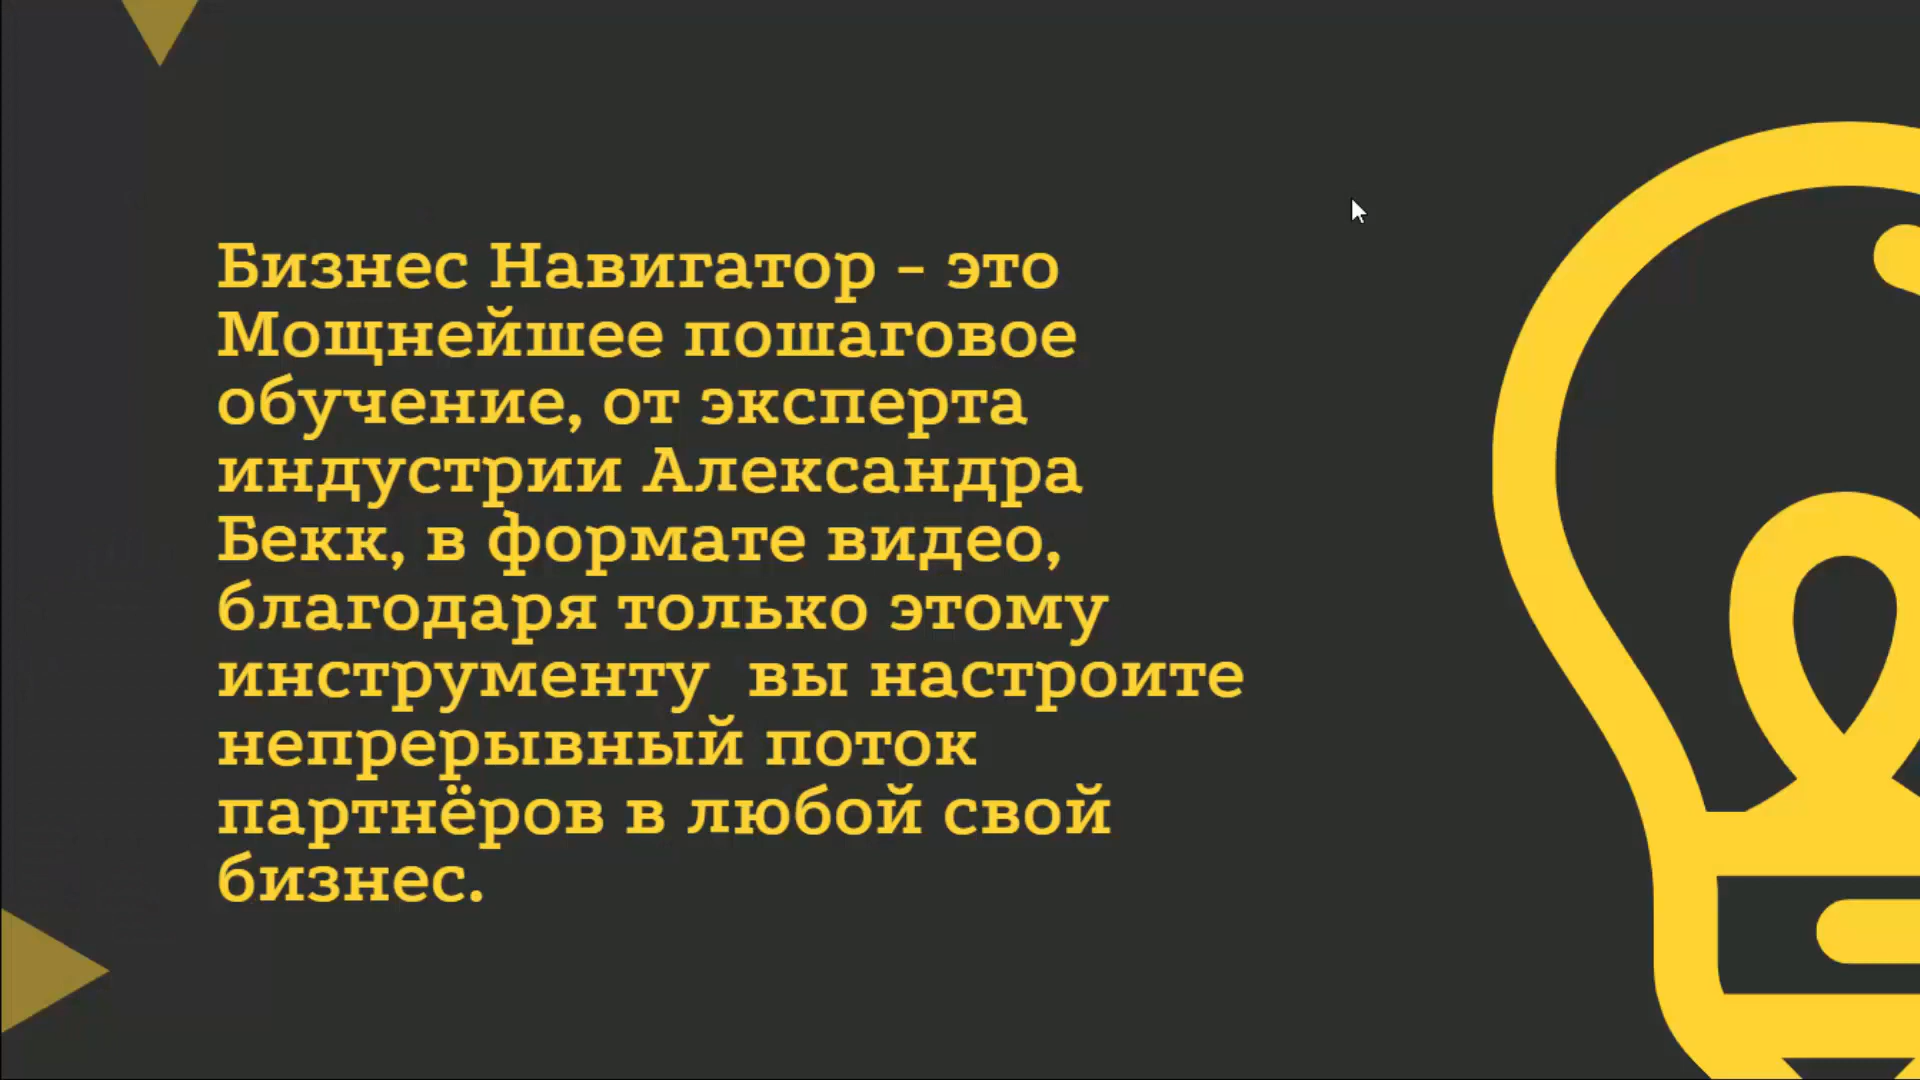 Бизнес Навигатор – это
Мощнейшее пошаговое
обучение, от эксперта
индустрии Александра
Бекк, в формате видео,
благодаря только этому
инструменту  вы настроите
непрерывный поток
партнёров в любой свой
бизнес.